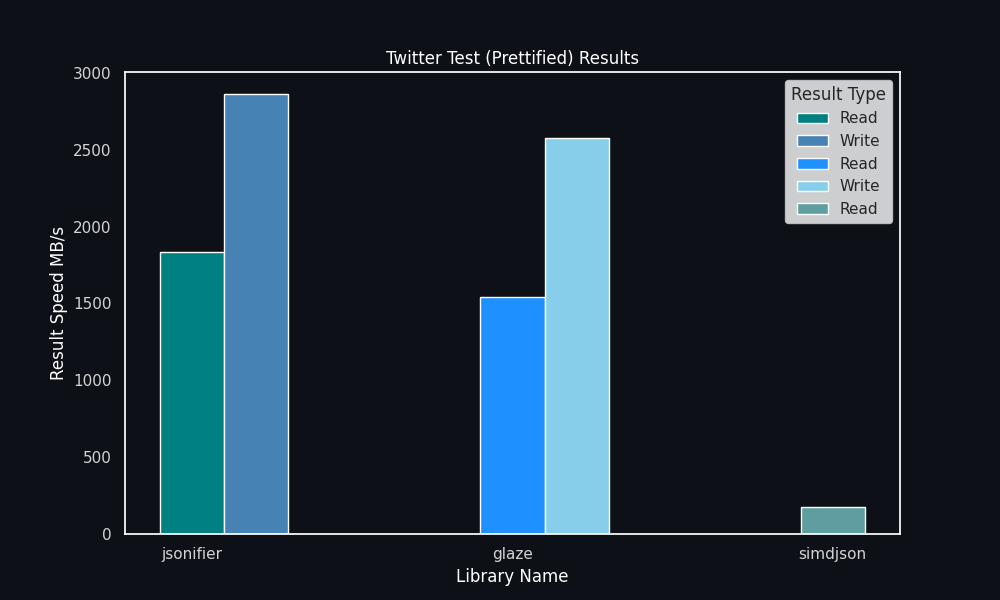 Twitter Test (Prettified) Results
3000
2500
2000
1500
1000
500
0
Result Speed MB/s
Result Type
Read
Write
Read
Write
Read
jsonifier
glaze
simdjson
Library Name